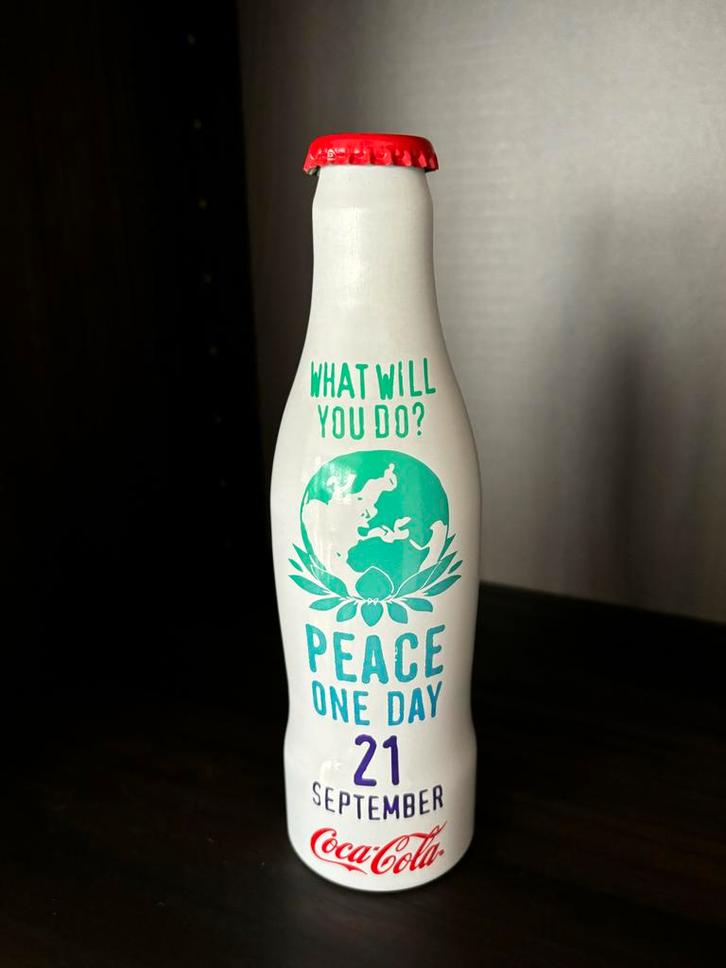 WHAT WILL
YOU DO?
PEACE
ONE DAY
21
SEPTEMBER
Coca-Cola